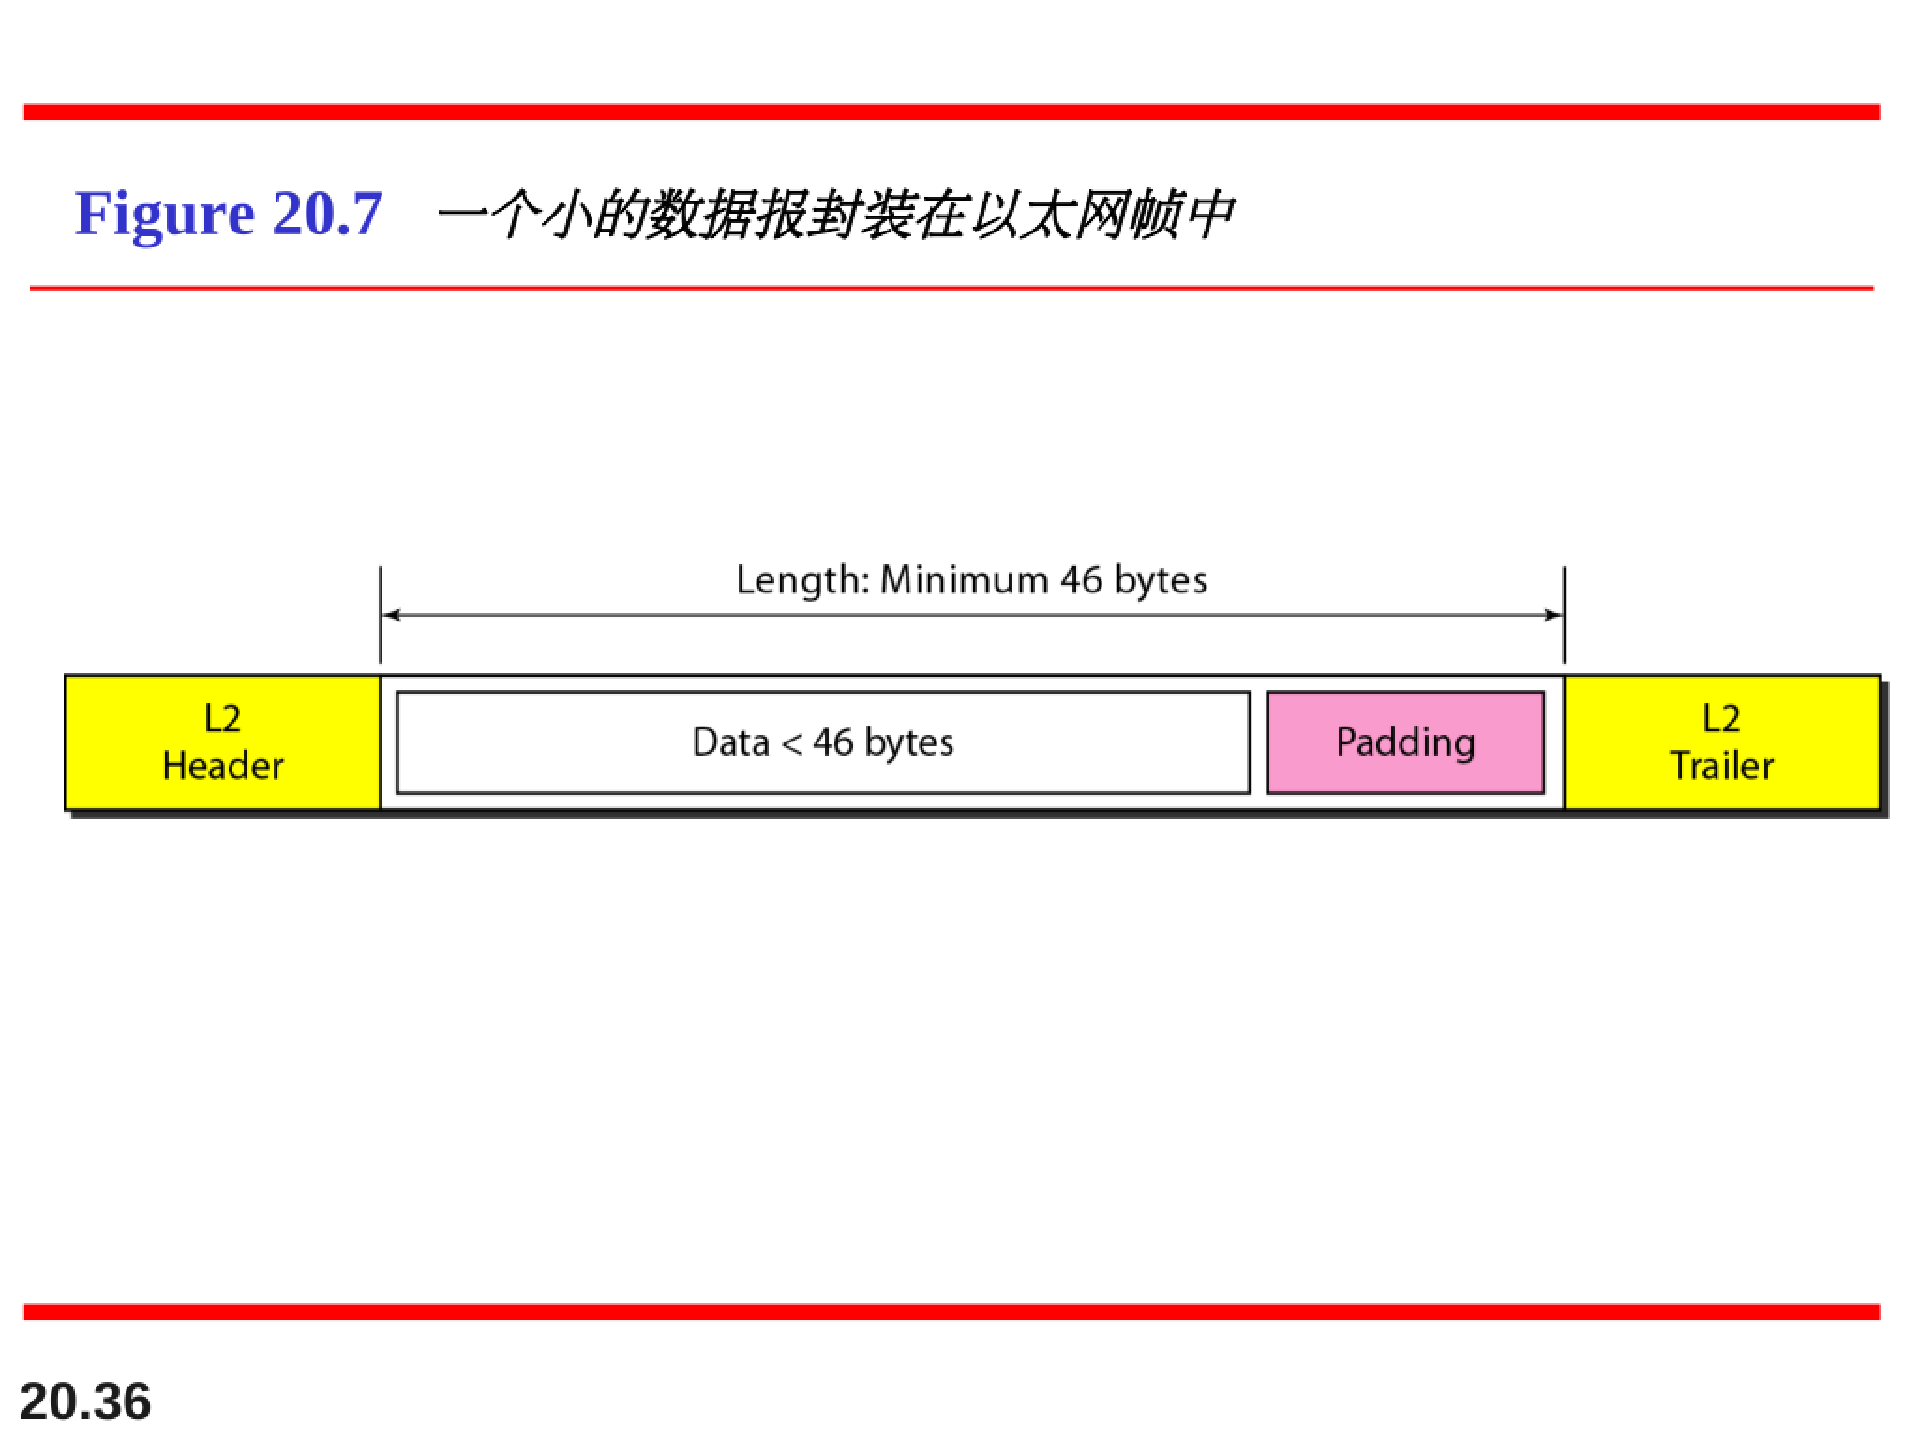 Figure 20.7 一个小的数据报封装在以太网帧中
Length: Minimum 46 bytes
L2
Header
Data < 46 bytes
Padding
L2
Trailer
20.36